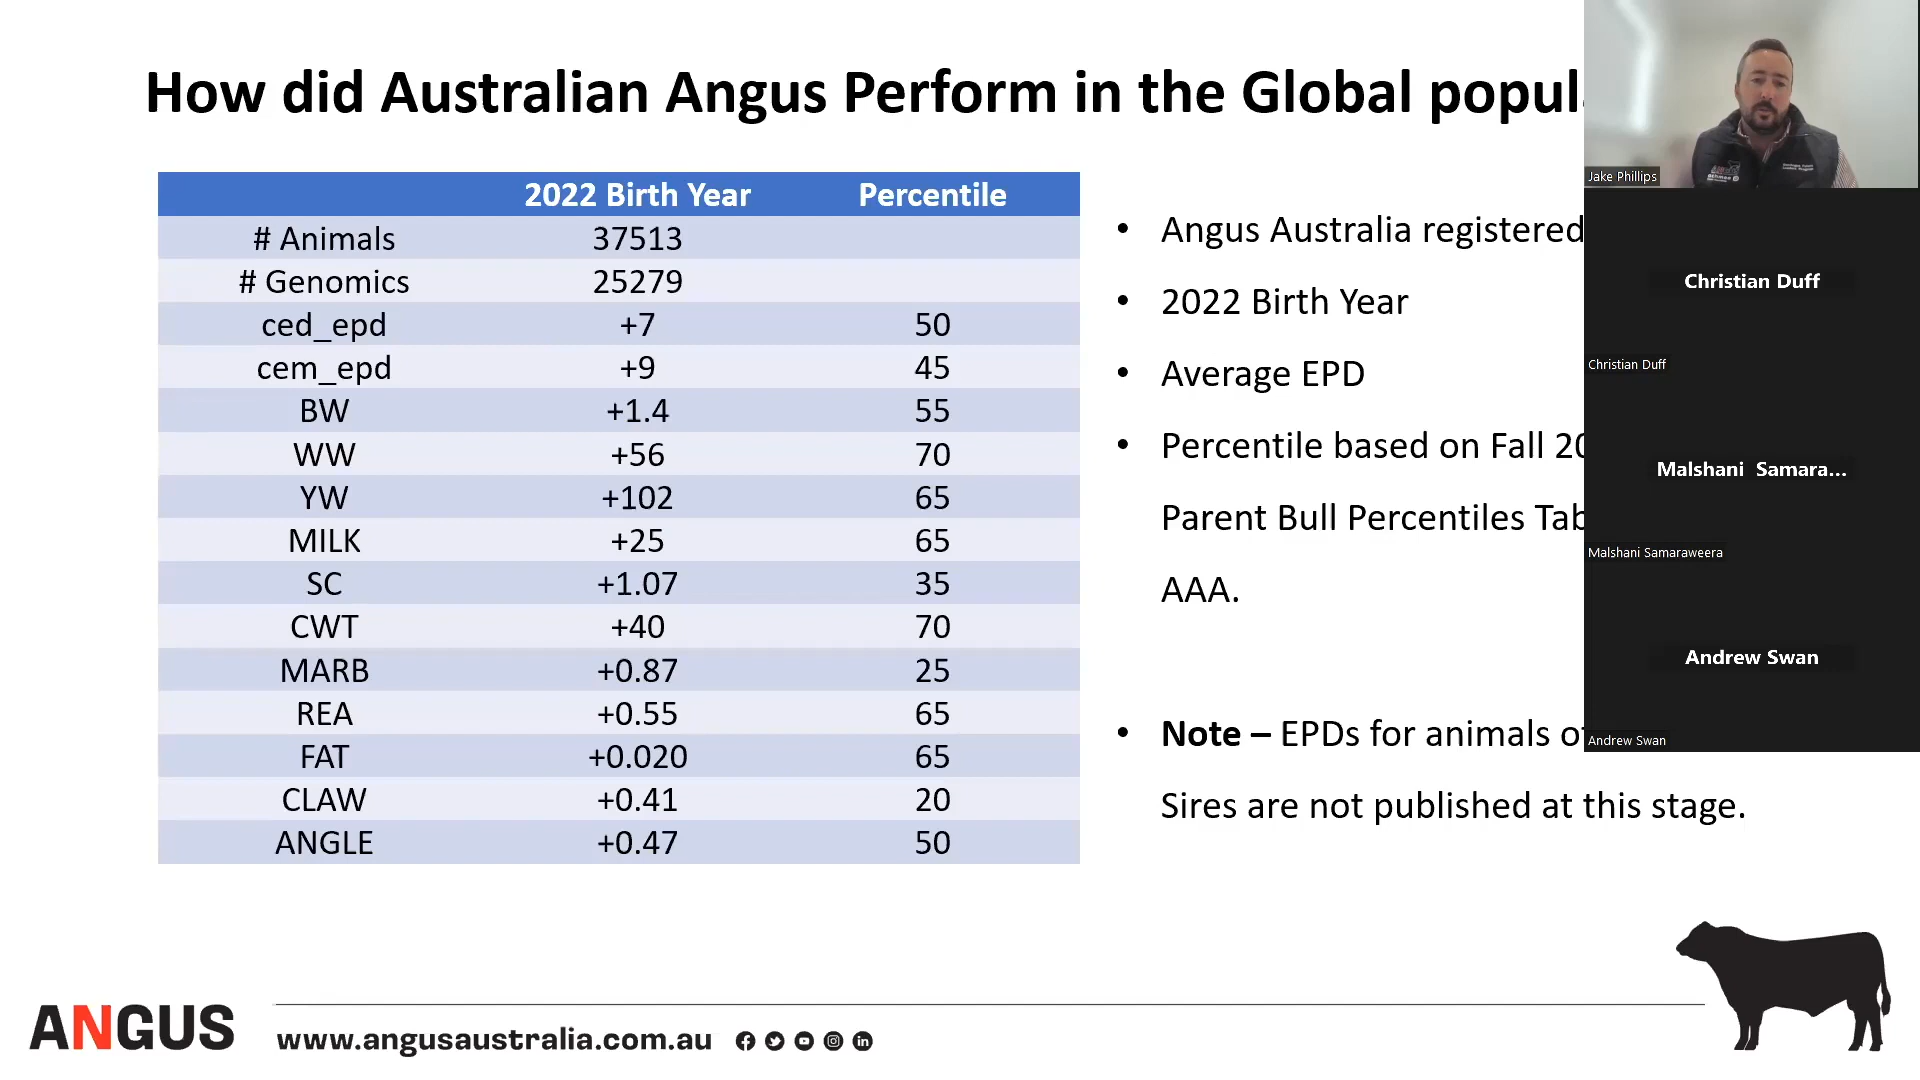 How did Australian Angus Perform in the Global
2022 Birth Year Percentile
# Animals 37513
# Genomics 25279
ced_epd +7 50
cem_epd +9 45
BW +1.4 55
WW +56 70
YW +102 65
MILK +25 65
SC +1.07 35
CWT +40 70
MARB +0.87 25
REA +0.55 65
FAT +0.020 65
CLAW +0.41 20
ANGLE +0.47 50
• Angus Australia registered
• 2022 Birth Year
• Average EPD
• Percentile based on Fall
Parent Bull Percentiles
AAA.
• Note – EPDs for animals
Sires are not published at this stage.
Jake Phillips
Christian Duff
Christian Duff
Malshani Samara...
Malshani Samaraweera
Andrew Swan
Andrew Swan
ANGUS
www.angusaustralia.com.au